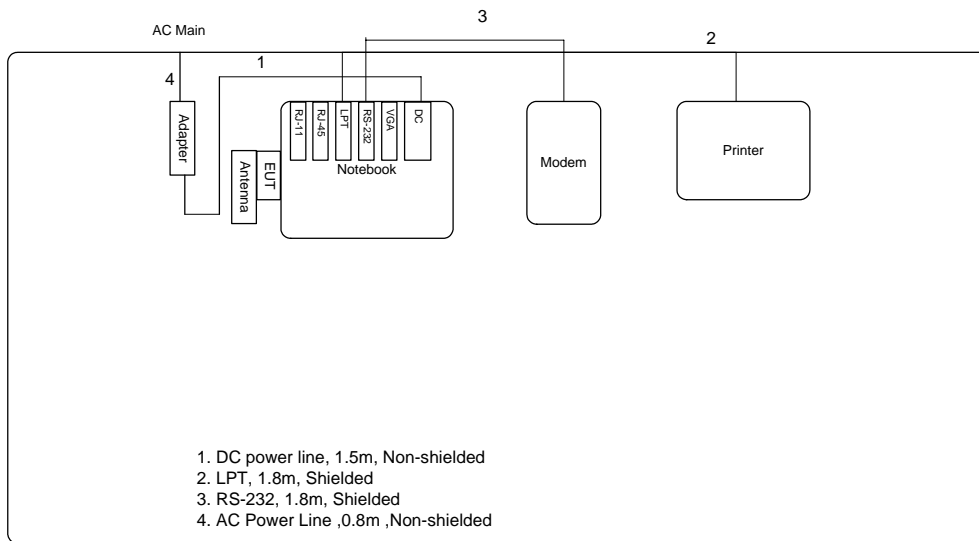 3
AC Main
2
1
4
Adapter
Antenna
EUT
RJ-11
RJ-45
LPT
RS-232
VGA
DC
Notebook
Modem
Printer
1. DC power line, 1.5m, Non-shielded
2. LPT, 1.8m, Shielded
3. RS-232, 1.8m, Shielded
4. AC Power Line ,0.8m ,Non-shielded